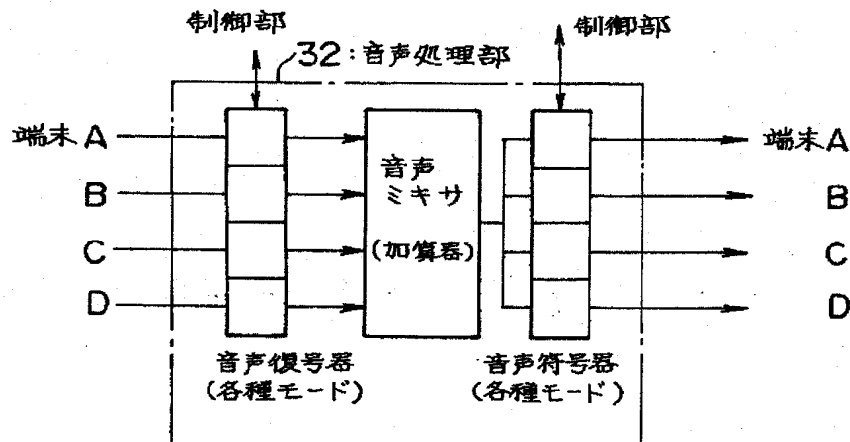 制御部
制御部
32:音声処理部
端末A
B
C
D
音声
ミキサ
(加算器)
端末A
B
C
D
音声復号器
(各種モード)
音声符号器
(各種モード)